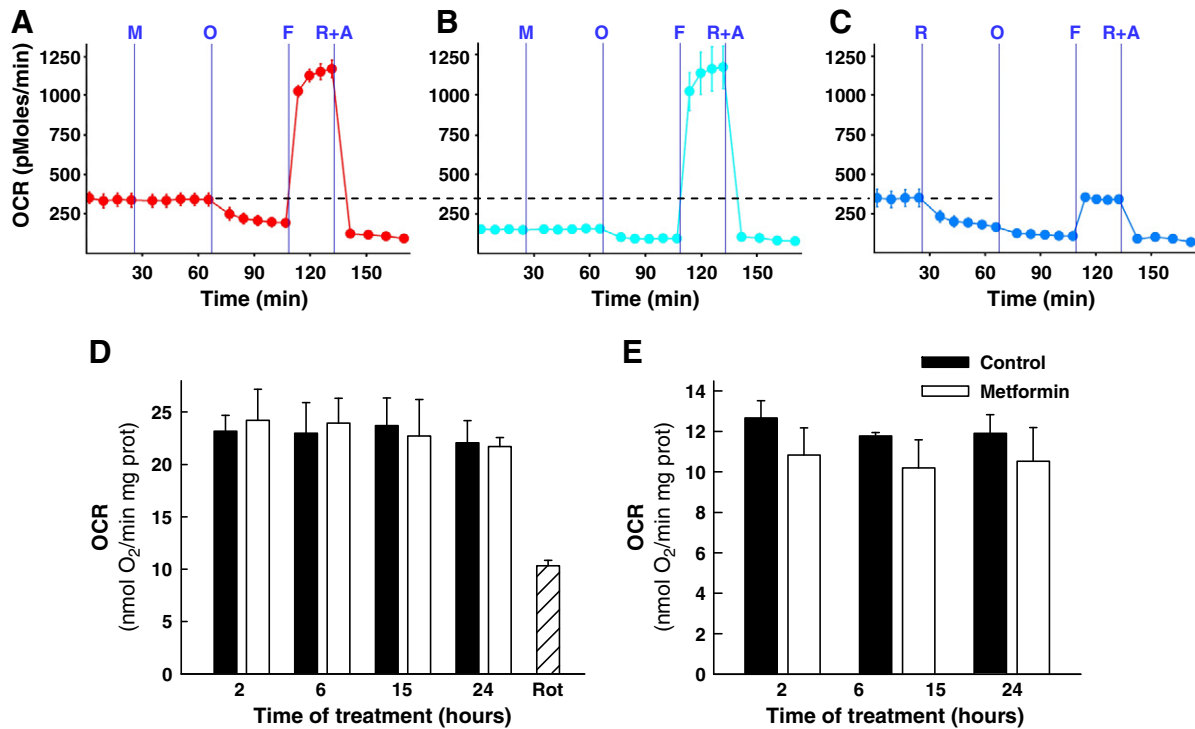 A
M O F R+A
1250
1000
750
500
250
OCR (pMoles/min)
30 60 90 120 150
Time (min)
B
M O F R+A
1250
1000
750
500
250
30 60 90 120 150
Time (min)
C
R O F R+A
1250
1000
750
500
250
30 60 90 120 150
Time (min)
D
25
20
15
10
5
0
OCR
(nmol O2/min mg prot)
2 6 15 24 Rot
Time of treatment (hours)
E
Control
Metformin
14
12
10
8
6
4
2
0
OCR
(nmol O2/min mg prot)
2 6 15 24
Time of treatment (hours)